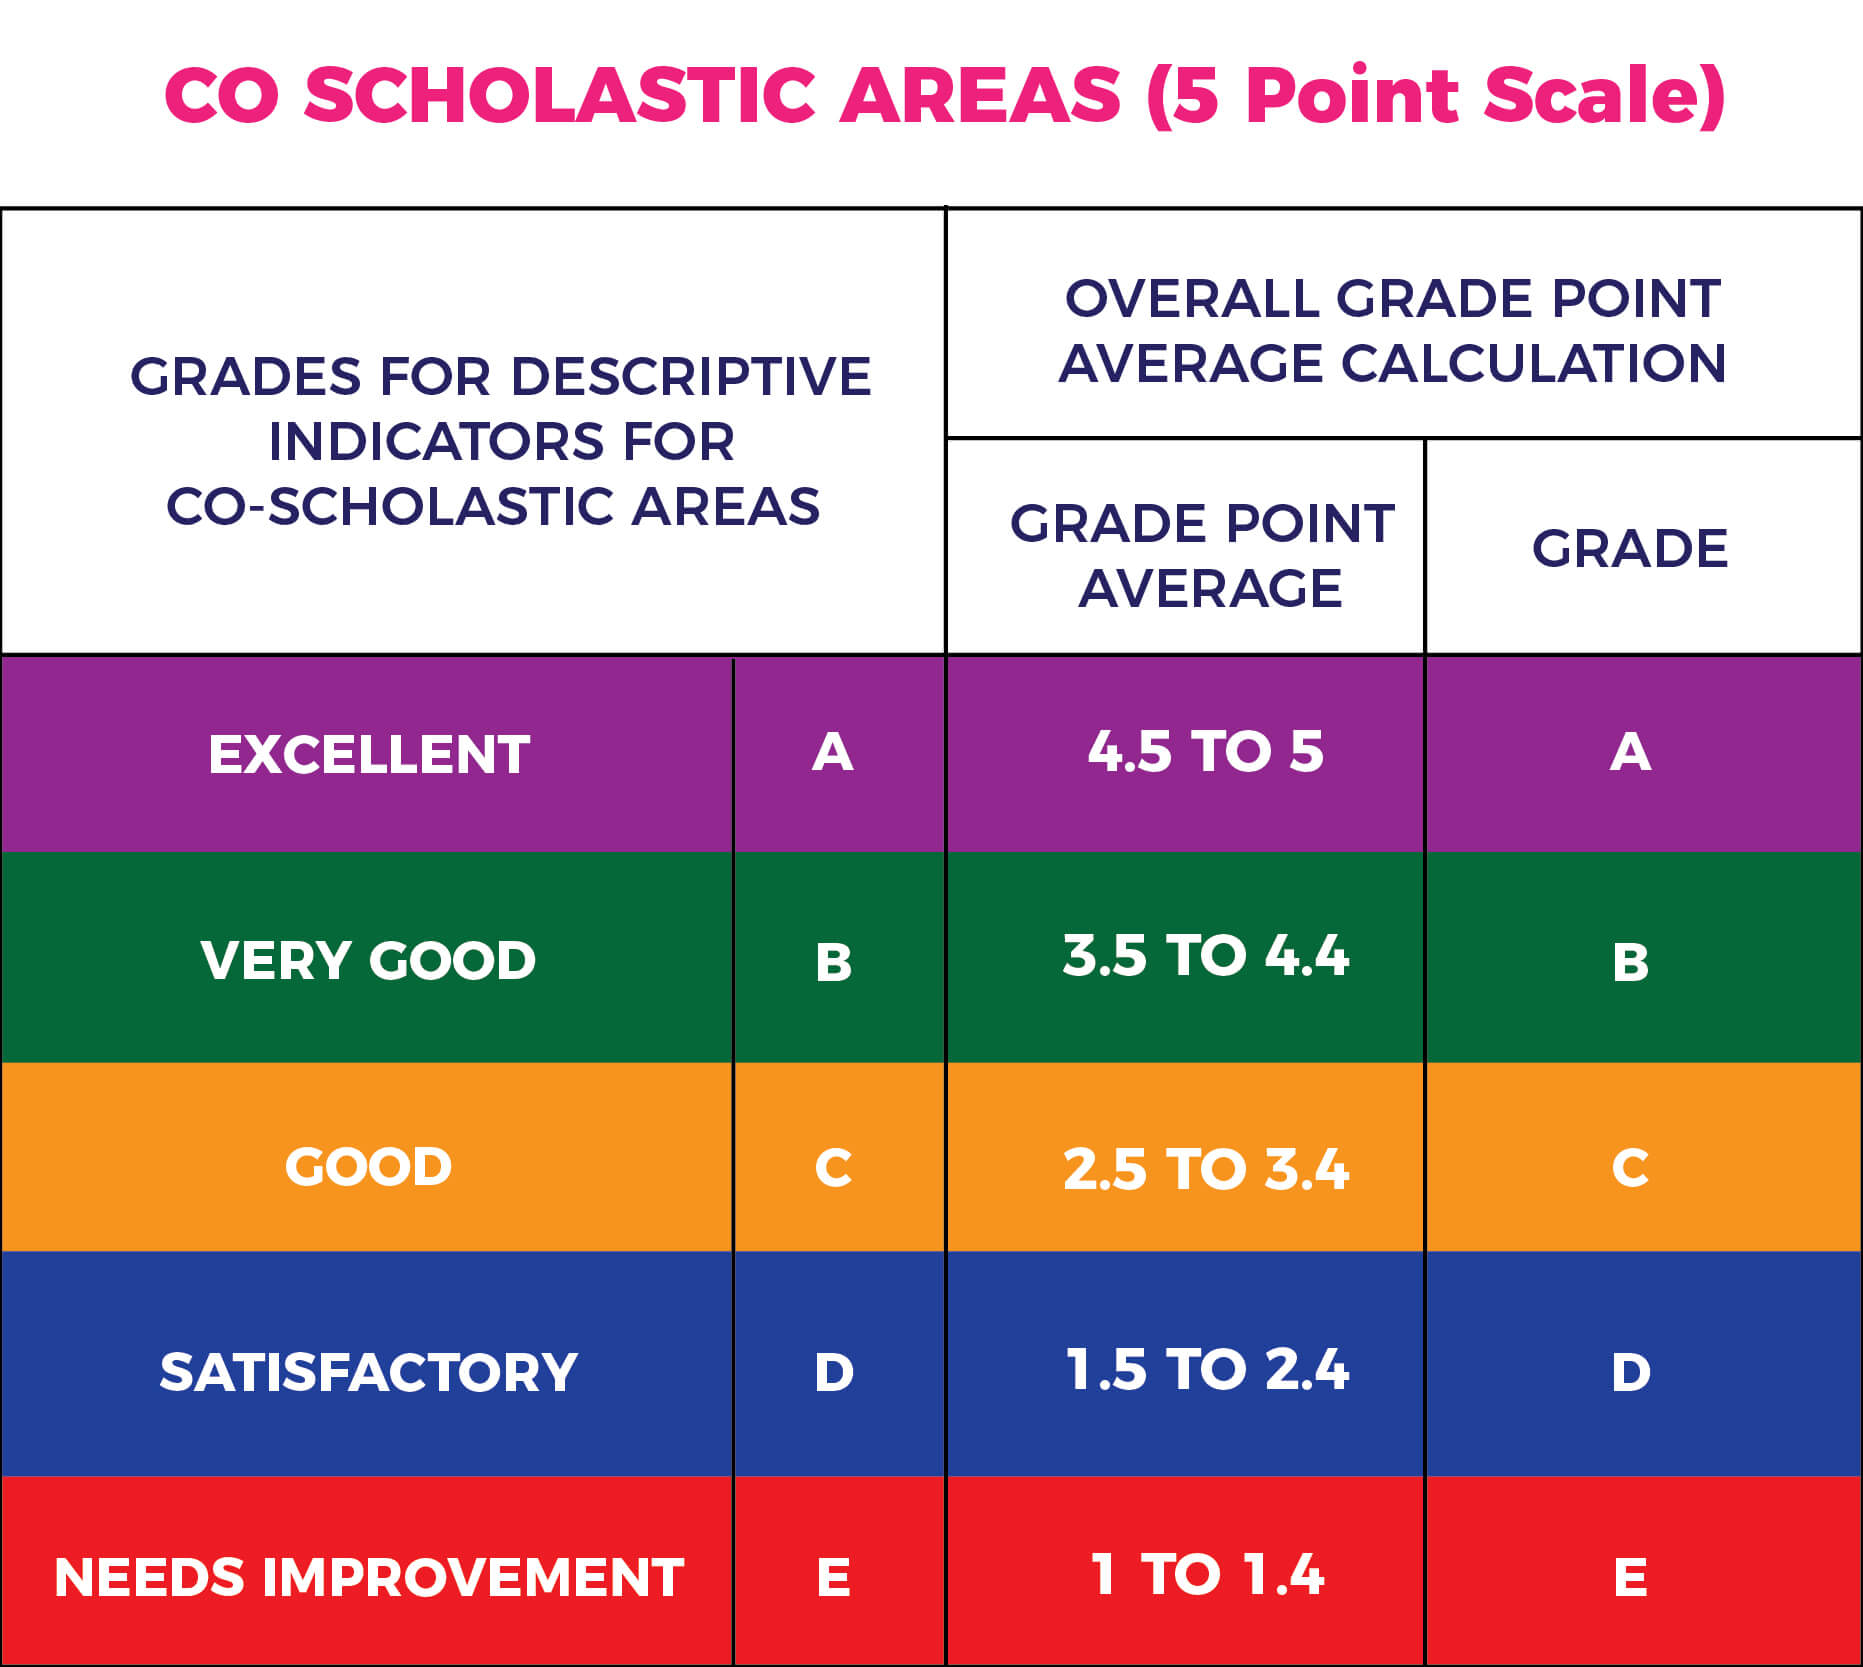 CO SCHOLASTIC AREAS (5 Point Scale)
GRADES FOR DESCRIPTIVE
INDICATORS FOR
CO-SCHOLASTIC AREAS
OVERALL GRADE POINT
AVERAGE CALCULATION
GRADE POINT
AVERAGE
GRADE
EXCELLENT A 4.5 TO 5 A
VERY GOOD B 3.5 TO 4.4 B
GOOD C 2.5 TO 3.4 C
SATISFACTORY D 1.5 TO 2.4 D
NEEDS IMPROVEMENT E 1 TO 1.4 E